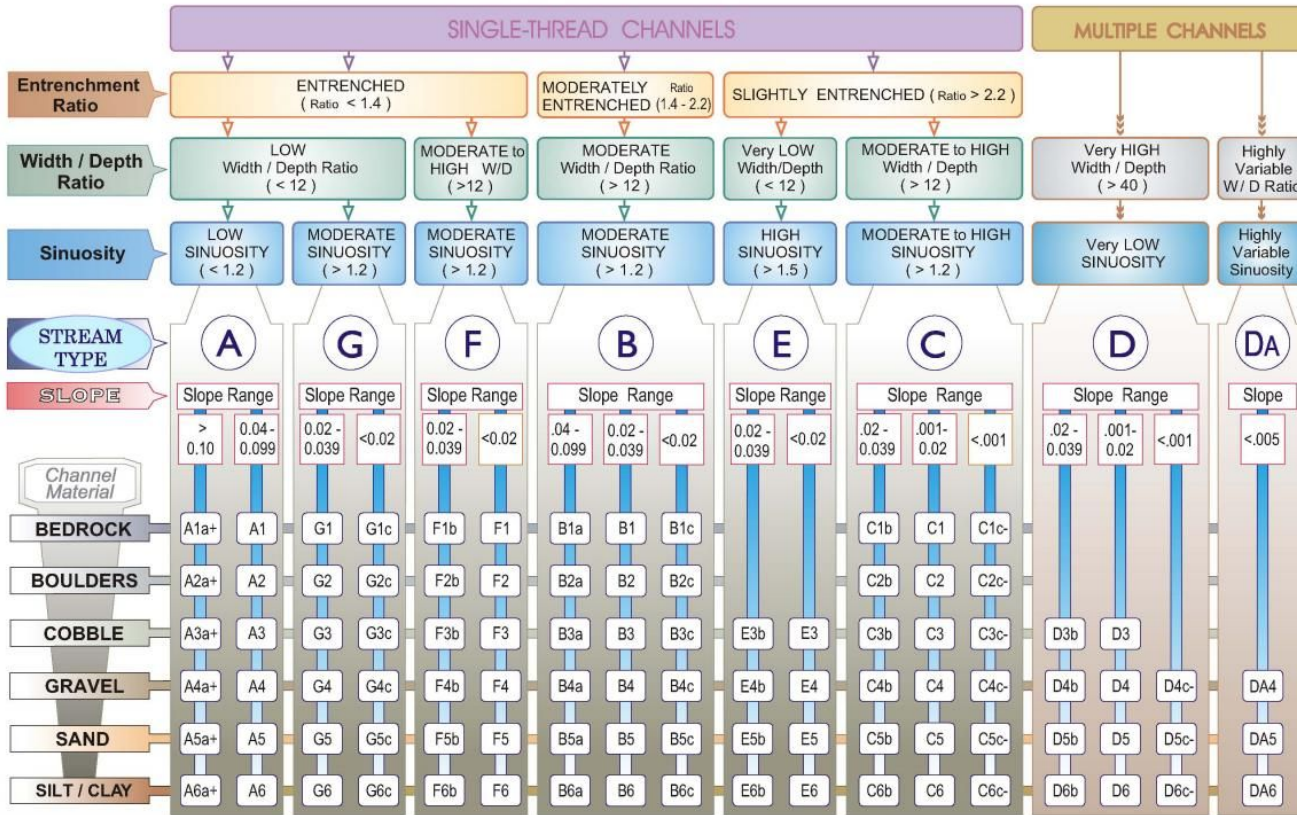 SINGLE-THREAD CHANNELS
MULTIPLE CHANNELS
Entrenchment
Ratio
ENTRENCHED
( Ratio < 1.4 )
MODERATELY Ratio
ENTRENCHED (1.4 - 2.2)
SLIGHTLY ENTRENCHED ( Ratio > 2.2 )
Width / Depth
Ratio
LOW
Width / Depth Ratio
( < 12 )
MODERATE to
HIGH W/D
( >12 )
MODERATE
Width / Depth Ratio
( > 12 )
Very LOW
Width/Depth
( < 12 )
MODERATE to HIGH
Width / Depth
( > 12 )
Very HIGH
Width / Depth
( > 40 )
Highly
Variable
W / D Ratio
Sinuosity
LOW
SINUOSITY
( < 1.2 )
MODERATE
SINUOSITY
( > 1.2 )
MODERATE
SINUOSITY
( > 1.2 )
MODERATE
SINUOSITY
( > 1.2 )
HIGH
SINUOSITY
( > 1.5 )
MODERATE to HIGH
SINUOSITY
( > 1.2 )
Very LOW
SINUOSITY
Highly
Variable
Sinuosity
STREAM
TYPE
A G F B E C D DA
SLOPE
Slope Range Slope Range Slope Range Slope Range Slope Range Slope Range Slope Range Slope
> 0.10
0.04 - 0.099
0.02 - 0.039
<0.02
0.02 - 0.039
<0.02
.04 - 0.099
0.02 - 0.039
<0.02
0.02 - 0.039
<0.02
.02 - 0.039
.001- 0.02
<.001
.02 - 0.039
.001- 0.02
<.001
<.005
Channel
Material
BEDROCK A1a+ A1 G1 G1c F1b F1 B1a B1 B1c C1b C1 C1c-
BOULDERS A2a+ A2 G2 G2c F2b F2 B2a B2 B2c C2b C2 C2c-
COBBLE A3a+ A3 G3 G3c F3b F3 B3a B3 B3c E3b E3 C3b C3 C3c- D3b D3
GRAVEL A4a+ A4 G4 G4c F4b F4 B4a B4 B4c E4b E4 C4b C4 C4c- D4b D4 D4c- DA4
SAND A5a+ A5 G5 G5c F5b F5 B5a B5 B5c E5b E5 C5b C5 C5c- D5b D5 D5c- DA5
SILT / CLAY A6a+ A6 G6 G6c F6b F6 B6a B6 B6c E6b E6 C6b C6 C6c- D6b D6 D6c- DA6